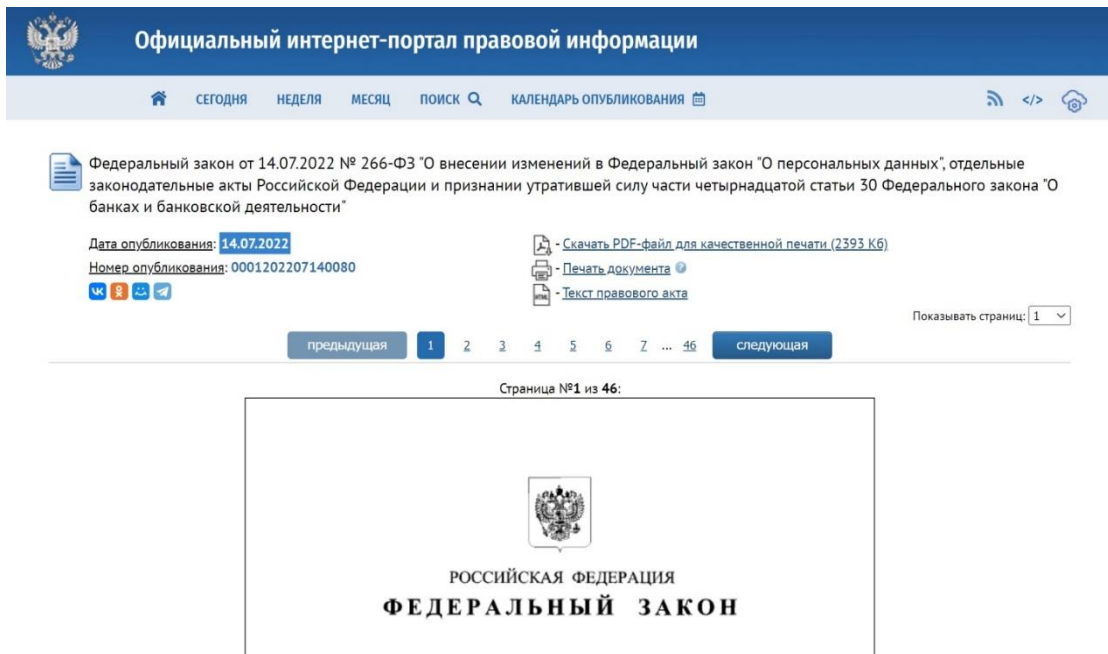 Официальный интернет-портал правовой информации
СЕГОДНЯ НЕДЕЛЯ МЕСЯЦ ПОИСК КАЛЕНДАРЬ ОПУБЛИКОВАНИЯ </>
Федеральный закон от 14.07.2022 № 266-ФЗ "О внесении изменений в Федеральный закон "О персональных данных", отдельные
законодательные акты Российской Федерации и признании утратившей силу части четырнадцатой статьи 30 Федерального закона "О
банках и банковской деятельности"
Дата опубликования: 14.07.2022
Номер опубликования: 0001202207140080
- Скачать PDF-файл для качественной печати (2393 Кб)
- Печать документа ?
HTML - Текст правового акта
Показывать страниц: 1
предыдущая 1 2 3 4 5 6 7 ... 46 следующая
Страница №1 из 46:
РОССИЙСКАЯ ФЕДЕРАЦИЯ
ФЕДЕРАЛЬНЫЙ ЗАКОН